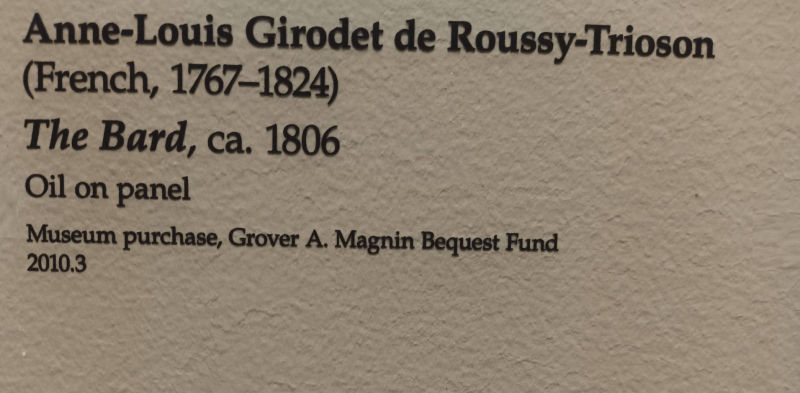 Anne-Louis Girodet de Roussy-Trioson
(French, 1767–1824)
The Bard, ca. 1806
Oil on panel
Museum purchase, Grover A. Magnin Bequest Fund
2010.3